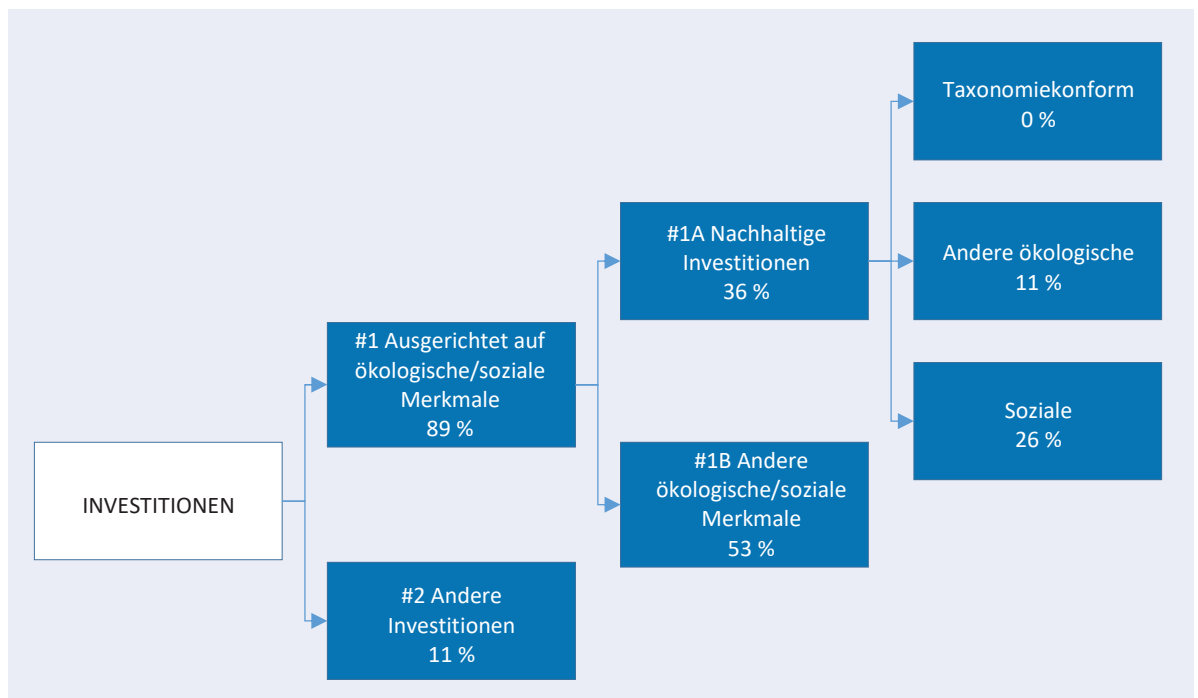 INVESTITIONEN
#1 Ausgerichtet auf
ökologische/soziale
Merkmale
89 %
#2 Andere
Investitionen
11 %
#1A Nachhaltige
Investitionen
36 %
#1B Andere
ökologische/soziale
Merkmale
53 %
Taxonomiekonform
0 %
Andere ökologische
11 %
Soziale
26 %